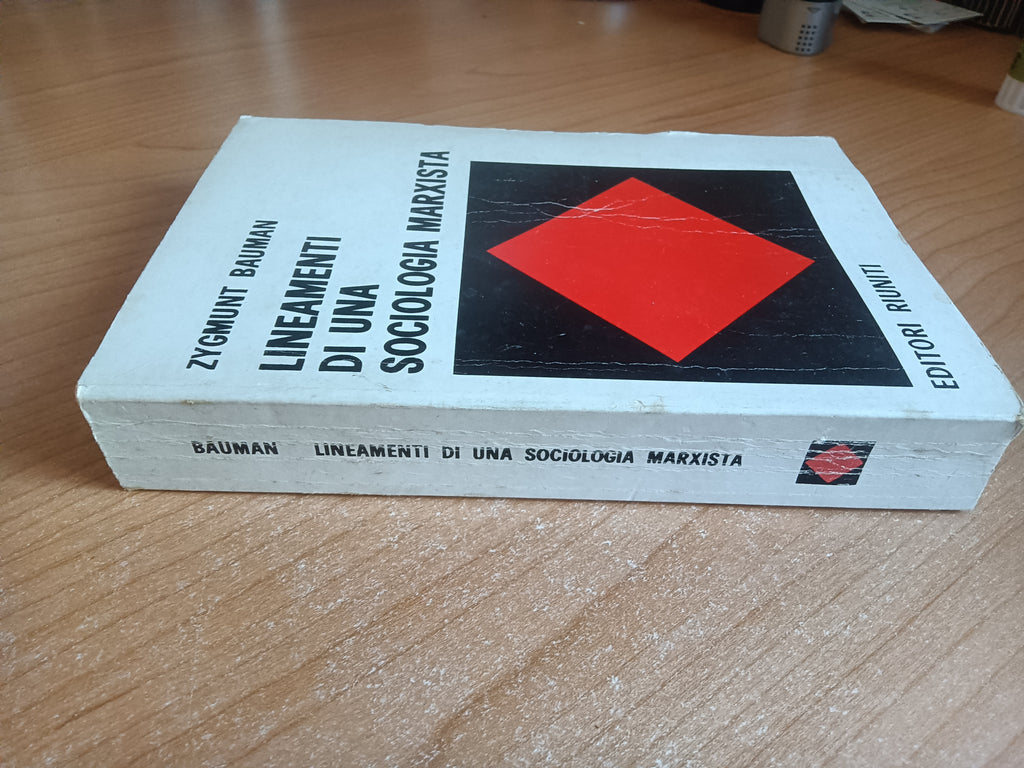 ZYGMUNT BAUMAN
LINEAMENTI
DI UNA
SOCIOLOGIA MARXISTA
EDITORI RIUNITI
BAUMAN LINEAMENTI DI UNA SOCIOLOGIA MARXISTA